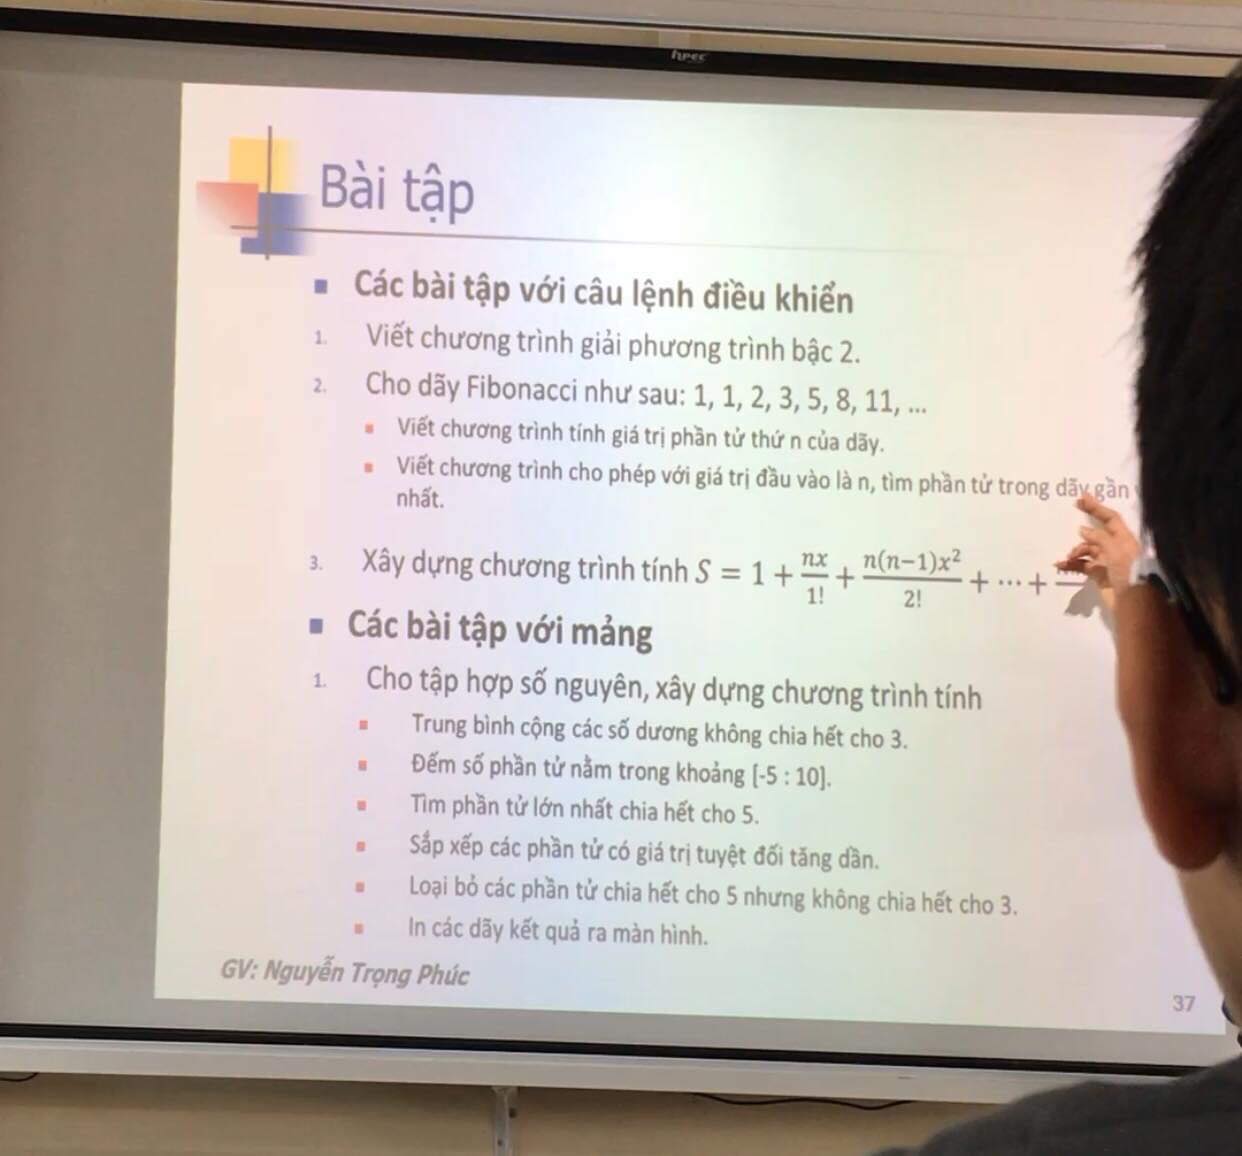 hpec
Bài tập
Các bài tập với câu lệnh điều khiển
1. Viết chương trình giải phương trình bậc 2.
2. Cho dãy Fibonacci như sau: 1, 1, 2, 3, 5, 8, 11, ...
Viết chương trình tính giá trị phần tử thứ n của dãy.
Viết chương trình cho phép với giá trị đầu vào là n, tìm phần tử trong dãy gần
nhất.
3. Xây dựng chương trình tính S = 1 + nx/1! + n(n−1)x²/2! + ⋯ +
Các bài tập với mảng
1. Cho tập hợp số nguyên, xây dựng chương trình tính
Trung bình cộng các số dương không chia hết cho 3.
Đếm số phần tử nằm trong khoảng [-5 : 10].
Tìm phần tử lớn nhất chia hết cho 5.
Sắp xếp các phần tử có giá trị tuyệt đối tăng dần.
Loại bỏ các phần tử chia hết cho 5 nhưng không chia hết cho 3.
In các dãy kết quả ra màn hình.
GV: Nguyễn Trọng Phúc
37